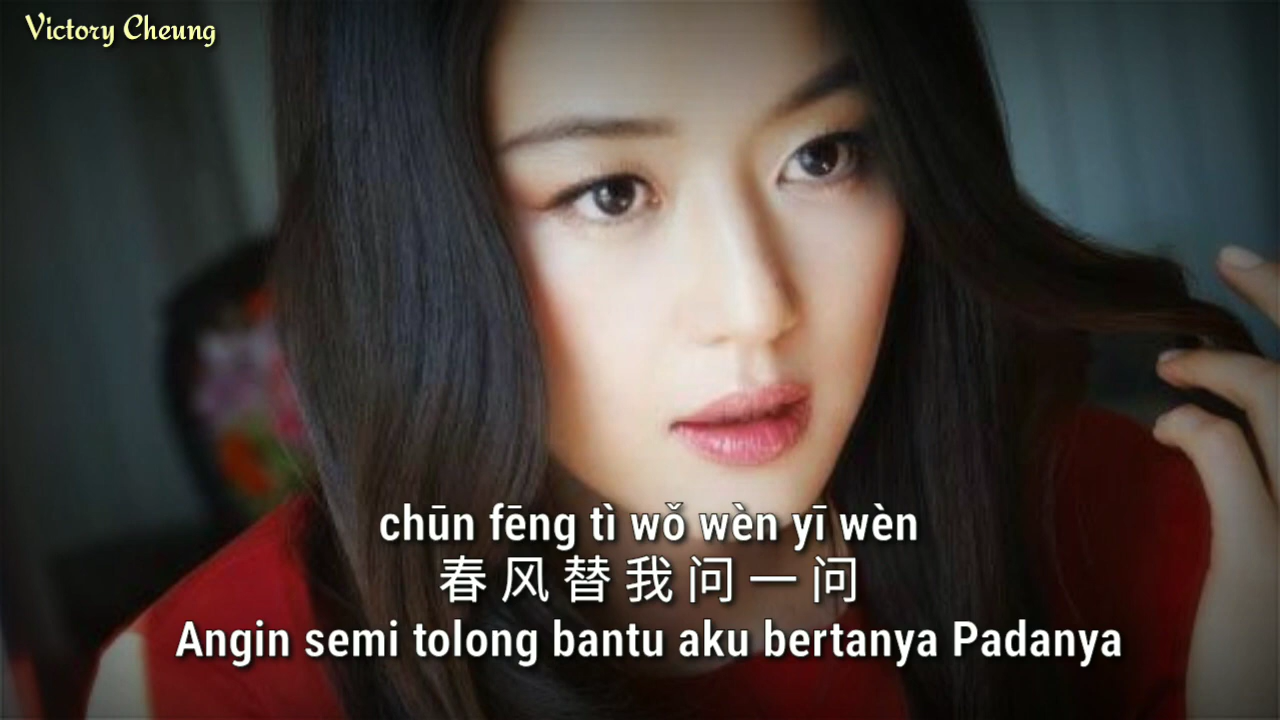 Victory Cheung
chūn fēng tì wǒ wèn yī wèn
春风替我问一问
Angin semi tolong bantu aku bertanya Padanya